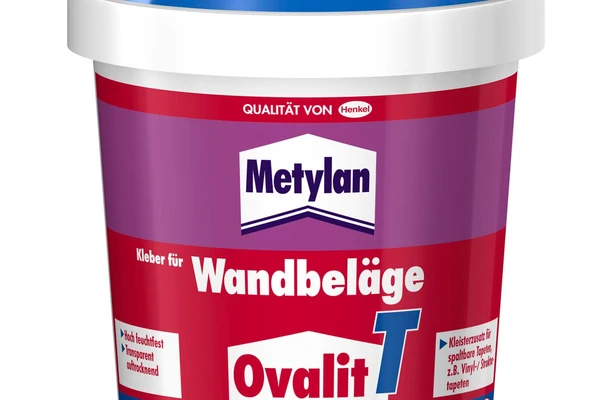 QUALITÄT VON Henkel
Metylan
Kleber für
Wandbeläge
Hoch feuchtfest
Transparent
auftrocknend
Ovalit T
Kleisterzusatz für
spaltbare Tapeten,
z.B. Vinyl-/ Struktur-
tapeten